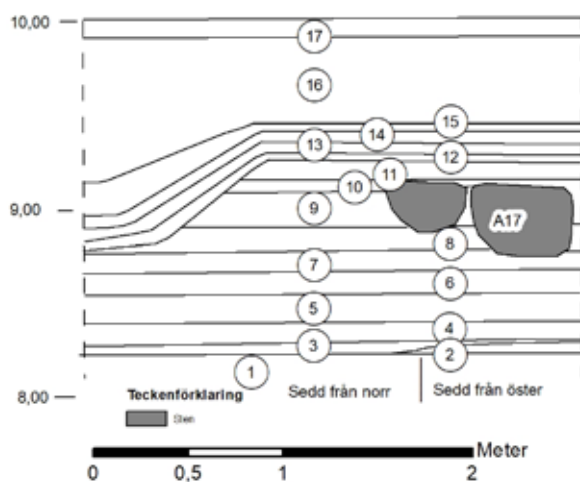 10,00
17
16
15
14
13
12
11
10
9
9,00
A17
8
7
6
5
4
3
2
1
8,00
Teckenförklaring
Sten
Sedd från norr
Sedd från öster
Meter
0 0,5 1 2